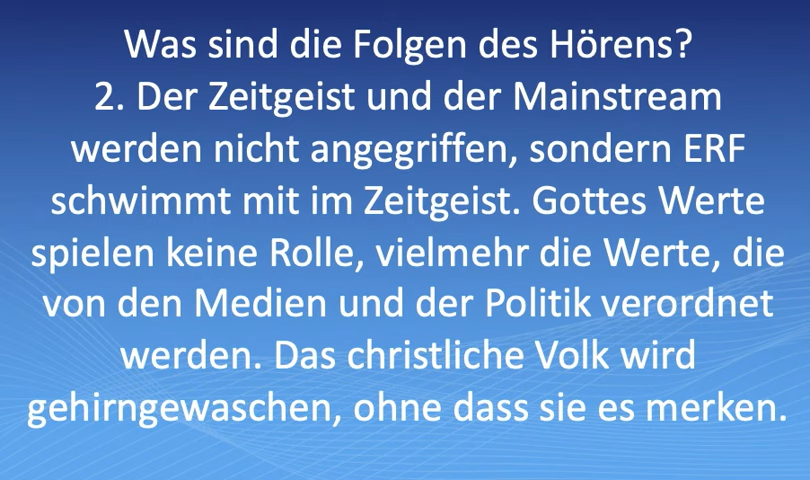 Was sind die Folgen des Hörens?
2. Der Zeitgeist und der Mainstream
werden nicht angegriffen, sondern ERF
schwimmt mit im Zeitgeist. Gottes Werte
spielen keine Rolle, vielmehr die Werte, die
von den Medien und der Politik verordnet
werden. Das christliche Volk wird
gehirngewaschen, ohne dass sie es merken.